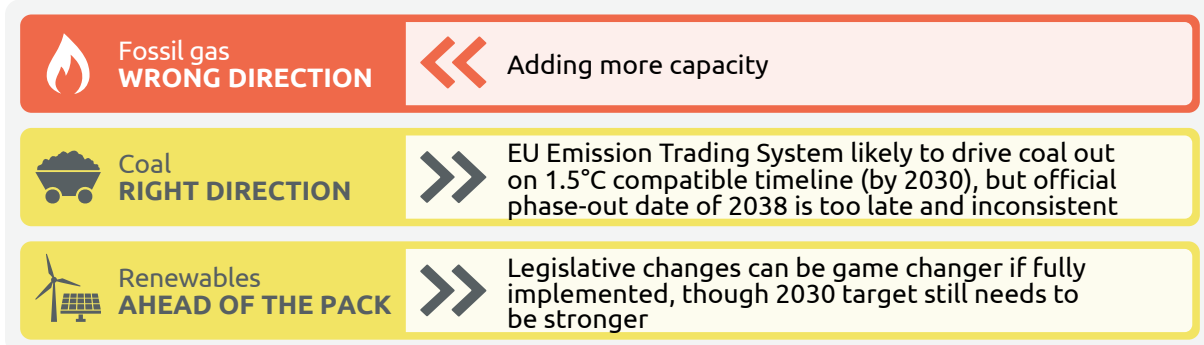 Fossil gas
WRONG DIRECTION
Adding more capacity
Coal
RIGHT DIRECTION
EU Emission Trading System likely to drive coal out
on 1.5°C compatible timeline (by 2030), but official
phase-out date of 2038 is too late and inconsistent
Renewables
AHEAD OF THE PACK
Legislative changes can be game changer if fully
implemented, though 2030 target still needs to
be stronger